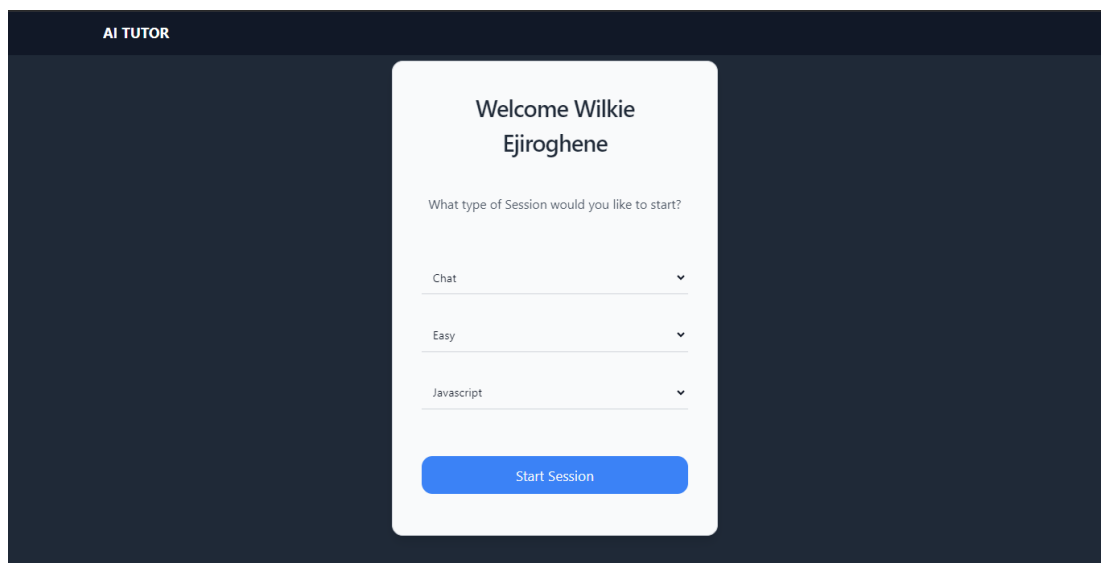 AI TUTOR
Welcome Wilkie
Ejiroghene
What type of Session would you like to start?
Chat
Easy
Javascript
Start Session